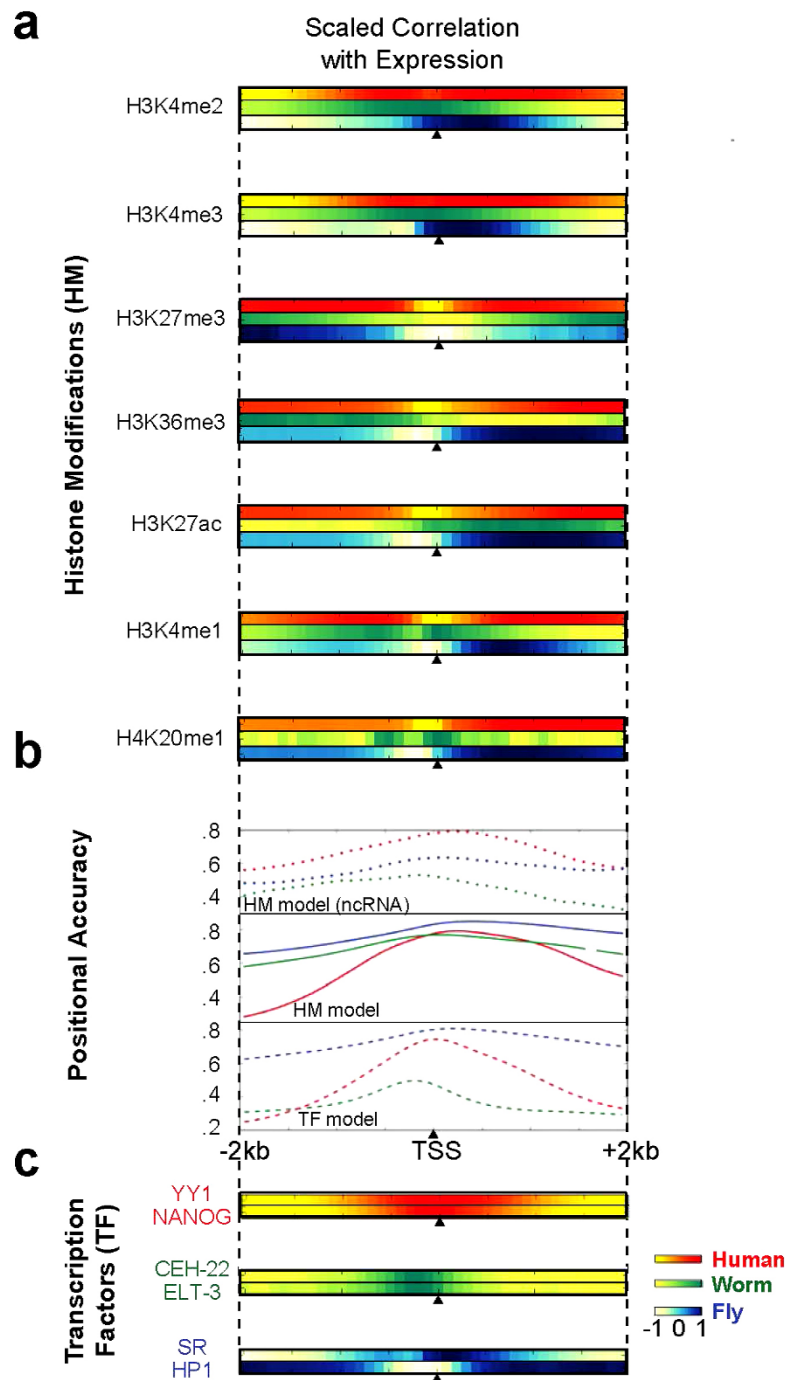 a
Scaled Correlation
with Expression
Histone Modifications (HM)
H3K4me2
H3K4me3
H3K27me3
H3K36me3
H3K27ac
H3K4me1
H4K20me1
b
Positional Accuracy
.8
.6
.4
HM model (ncRNA)
.8
.6
.4
HM model
.8
.6
.4
.2
TF model
-2kb TSS +2kb
c
Transcription
Factors (TF)
YY1
NANOG
CEH-22
ELT-3
SR
HP1
Human
Worm
Fly
-1 0 1